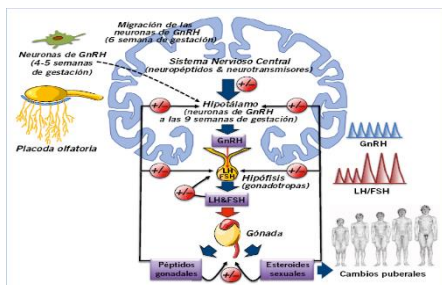 Migración de las
neuronas de GnRH
(6 semana de gestación)
Neuronas de GnRH
(4-5 semanas
de gestación)
Placoda olfatoria
Sistema Nervioso Central
(neuropéptidos & neurotransmisores)
+/-
+/-
Hipotálamo
+/-
(neuronas de GnRH
a las 9 semanas de gestación)
GnRH
GnRH
+/-
LH
FSH
Hipófisis
(gonadotropas)
+/-
+/-
LH&FSH
LH/FSH
Gónada
Péptidos
gonadales
+/-
Esteroides
sexuales
Cambios puberales